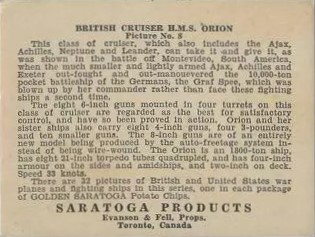 BRITISH CRUISER H.M.S. ORION
Picture No. 8
This class of cruiser, which also includes the Ajax,
Achilles, Neptune and Leander, can take it and give it, as
was shown in the battle off Montevideo, South America,
when the much smaller and lightly armed Ajax, Achilles and
Exeter out-fought and out-manouevered the 10,000-ton
pocket battleship of the Germans, the Graf Spee, which was
blown up by her commander rather than face these fighting
ships a second time.
The eight 6-inch guns mounted in four turrets on this
class of cruiser are regarded as the best for satisfactory
control, and have so been proved in action. Orion and her
sister ships also carry eight 4-inch guns, four 3-pounders,
and ten smaller guns. The 8-inch guns are of an entirely
new model being produced by the auto-freetage system in-
stead of being wire-wound. The Orion is an 1800-ton ship,
has eight 21-inch torpedo tubes quadrupled, and has four-inch
armour on the sides and amidships, and two-inch on deck.
Speed 33 knots.
There are 32 pictures of British and United States war
planes and fighting ships in this series, one in each package
of GOLDEN SARATOGA Potato Chips.
SARATOGA PRODUCTS
Evanson & Fell, Props.
Toronto, Canada